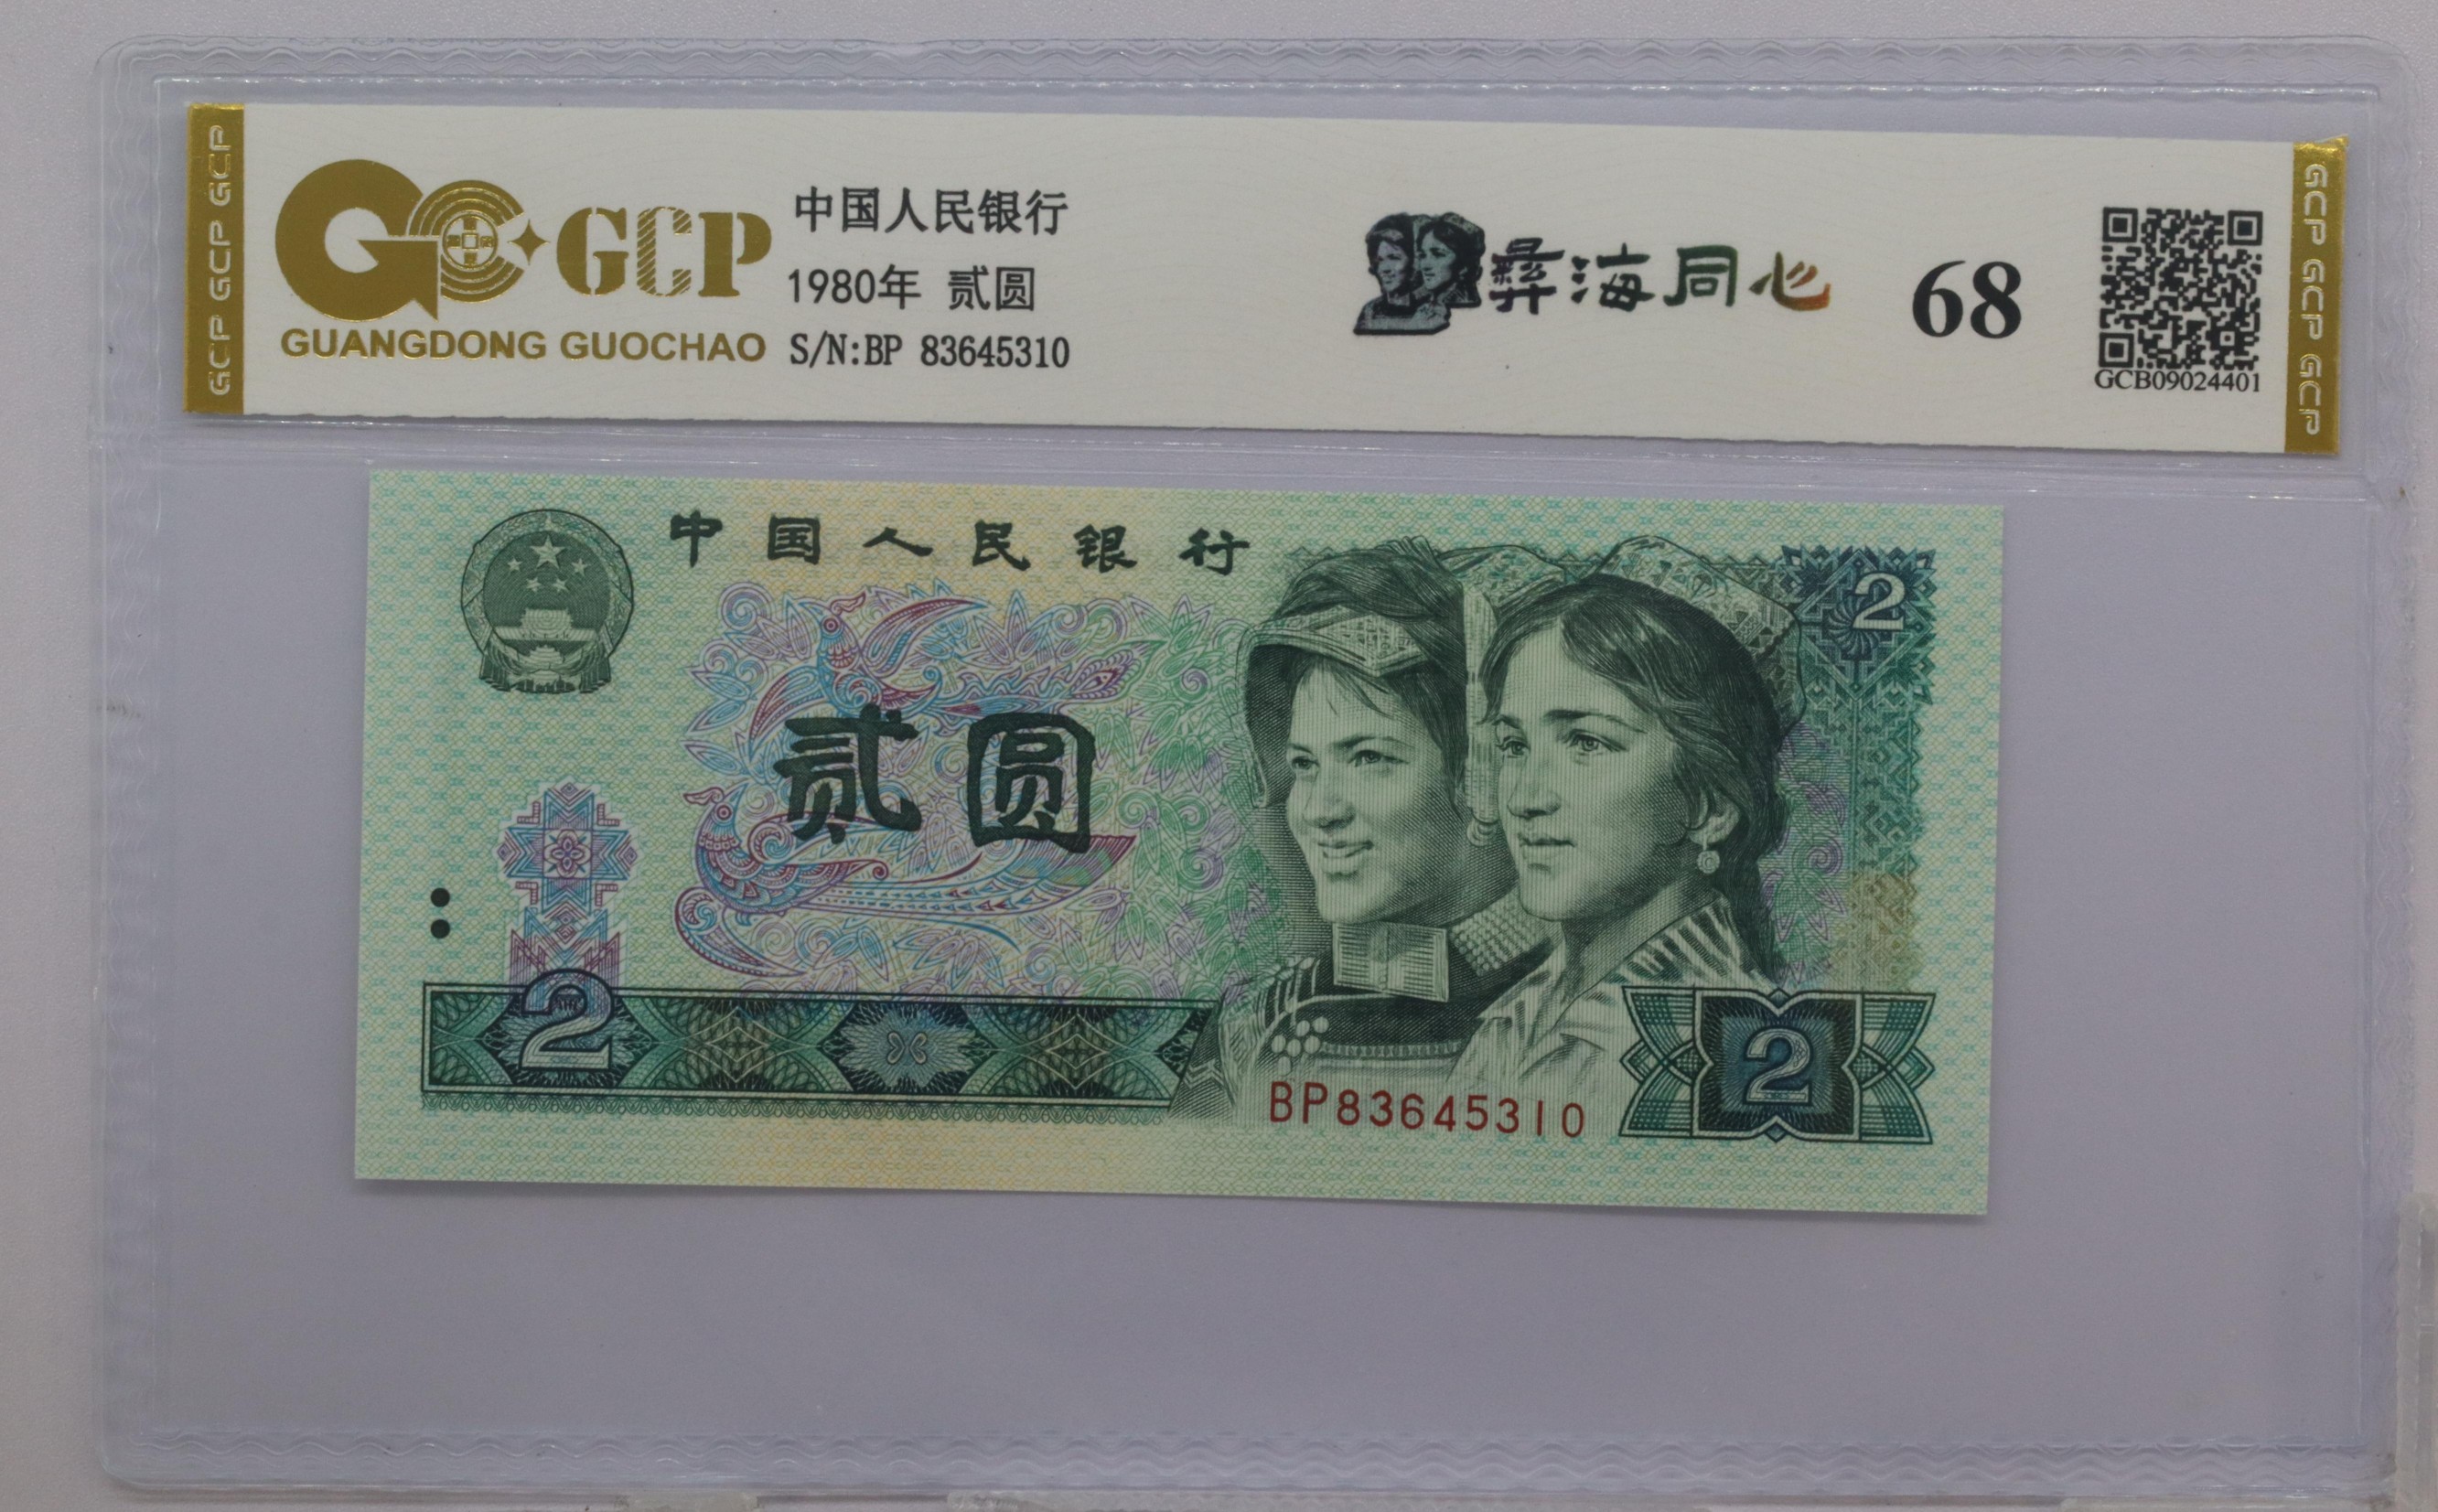 GCP GCP GCP
GCP
GUANGDONG GUOCHAO
中国人民银行
1980年 贰圆
S/N:BP 83645310
彝海同心
68
GCB09024401
GCP GCP GCP
中国人民银行
2
贰圆
2
2
BP83645310